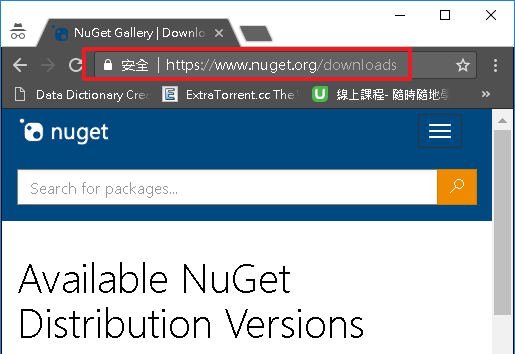 NuGet Gallery | Downlo
安全 | https://www.nuget.org/downloads
Data Dictionary Cre
ExtraTorrent.cc The
線上課程- 隨時隨地學
nuget
Search for packages...
Available NuGet
Distribution Versions